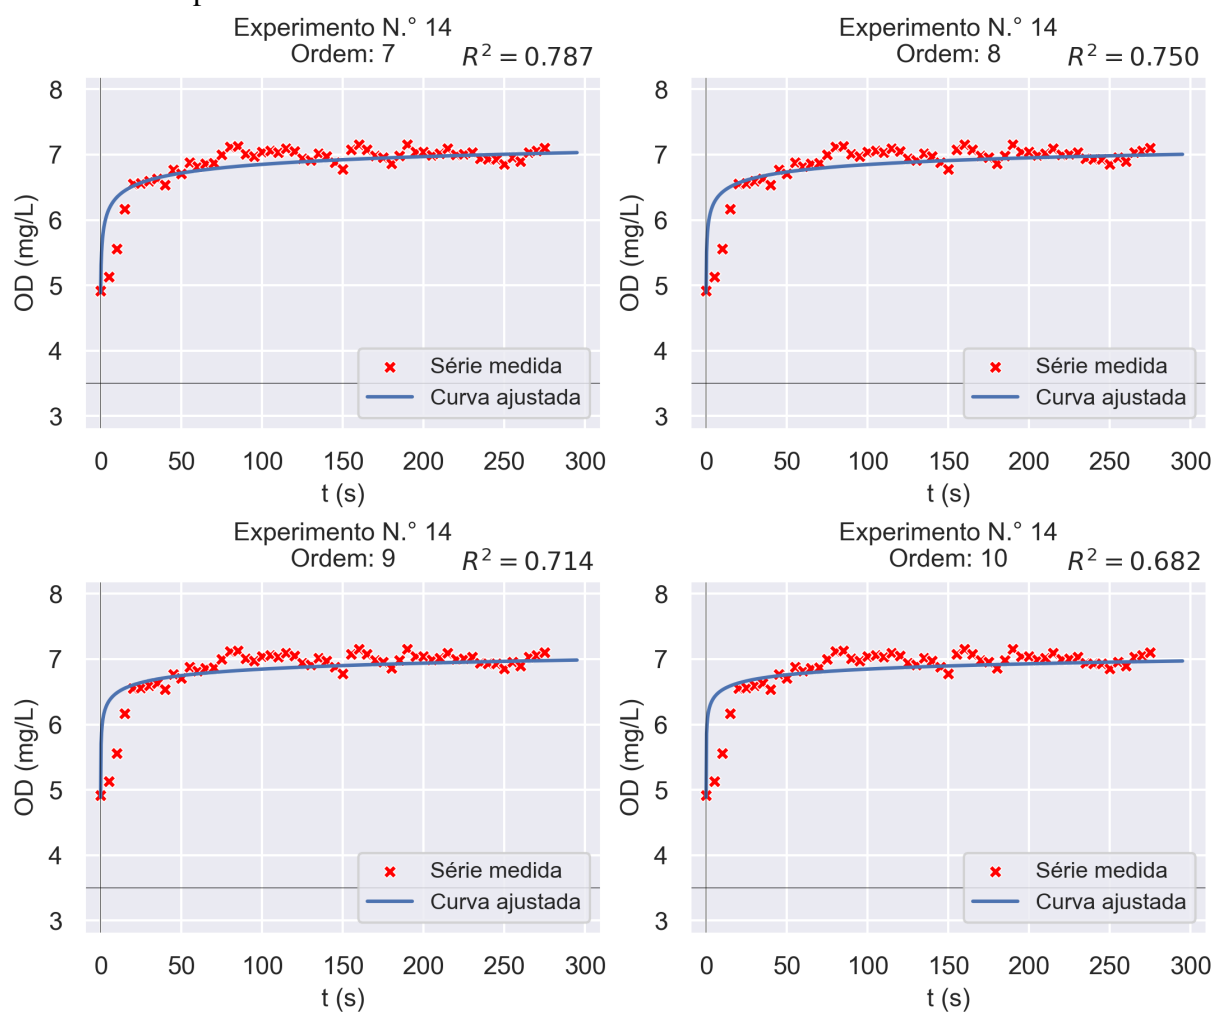 Experimento N.° 14
Ordem: 7
R² = 0.787
8
7
6
5
4
3
OD (mg/L)
Série medida
Curva ajustada
0 50 100 150 200 250 300
t (s)
Experimento N.° 14
Ordem: 8
R² = 0.750
8
7
6
5
4
3
OD (mg/L)
Série medida
Curva ajustada
0 50 100 150 200 250 300
t (s)
Experimento N.° 14
Ordem: 9
R² = 0.714
8
7
6
5
4
3
OD (mg/L)
Série medida
Curva ajustada
0 50 100 150 200 250 300
t (s)
Experimento N.° 14
Ordem: 10
R² = 0.682
8
7
6
5
4
3
OD (mg/L)
Série medida
Curva ajustada
0 50 100 150 200 250 300
t (s)